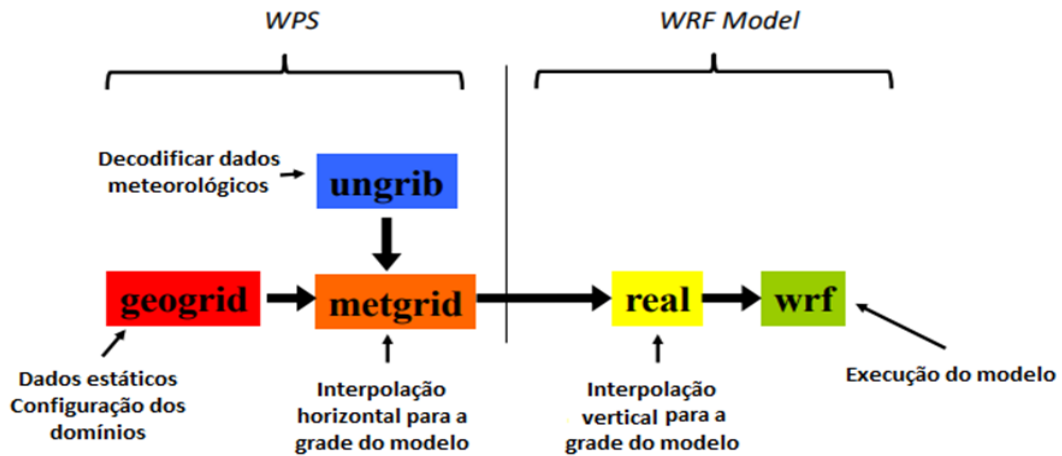 WPS
WRF Model
Decodificar dados
meteorológicos
ungrib
geogrid
metgrid
real
wrf
Dados estáticos
Configuração dos
domínios
Interpolação
horizontal para a
grade do modelo
Interpolação
vertical para a
grade do modelo
Execução do modelo